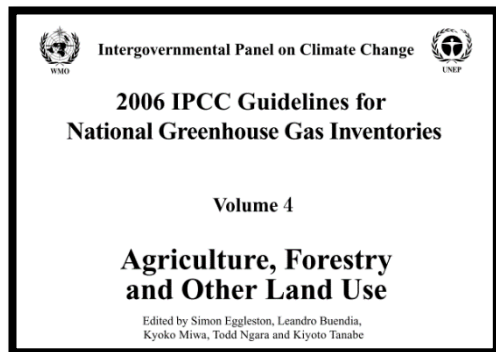 Intergovernmental Panel on Climate Change
WMO
UNEP
2006 IPCC Guidelines for
National Greenhouse Gas Inventories
Volume 4
Agriculture, Forestry
and Other Land Use
Edited by Simon Eggleston, Leandro Buendia,
Kyoko Miwa, Todd Ngara and Kiyoto Tanabe